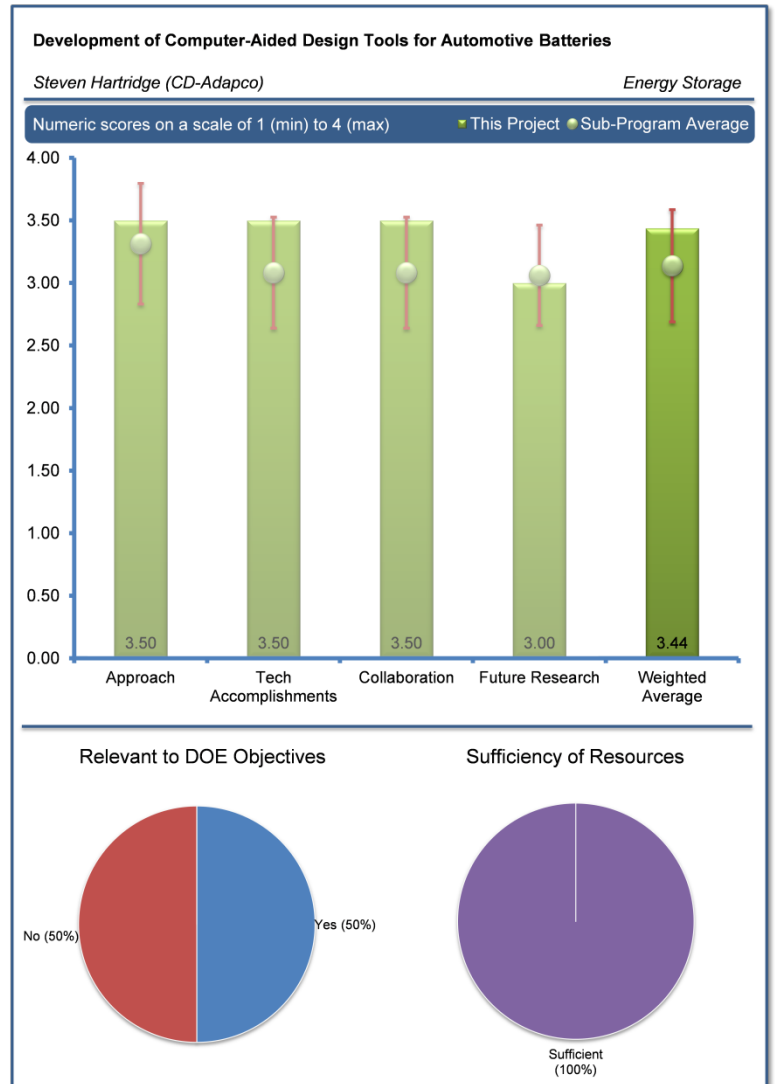 Development of Computer-Aided Design Tools for Automotive Batteries
Steven Hartridge (CD-Adapco) Energy Storage
Numeric scores on a scale of 1 (min) to 4 (max) This Project Sub-Program Average
4.00
3.50
3.00
2.50
2.00
1.50
1.00
0.50
0.00
3.50 3.50 3.50 3.00 3.44
Approach Tech Accomplishments Collaboration Future Research Weighted Average
Relevant to DOE Objectives Sufficiency of Resources
No (50%) Yes (50%)
Sufficient
(100%)